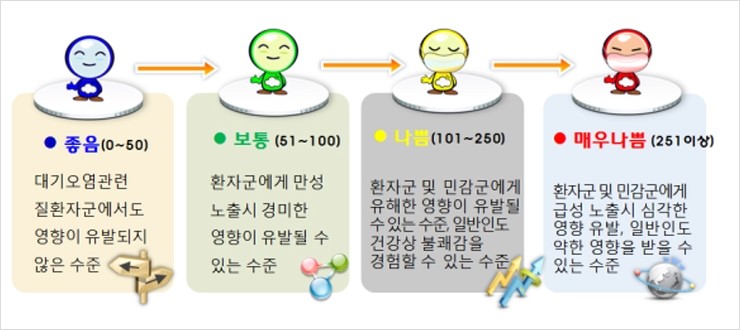 ● 좋음(0~50)
대기오염관련
질환자군에서도
영향이 유발되지
않은 수준
● 보통 (51~100)
환자군에게 만성
노출시 경미한
영향이 유발될 수
있는 수준
● 나쁨(101~250)
환자군 및 민감군에게
유해한 영향이 유발될
수 있는 수준, 일반인도
건강상 불쾌감을
경험할 수 있는 수준
● 매우나쁨 (251이상)
환자군 및 민감군에게
급성 노출시 심각한
영향 유발, 일반인도
약한 영향을 받을 수
있는 수준